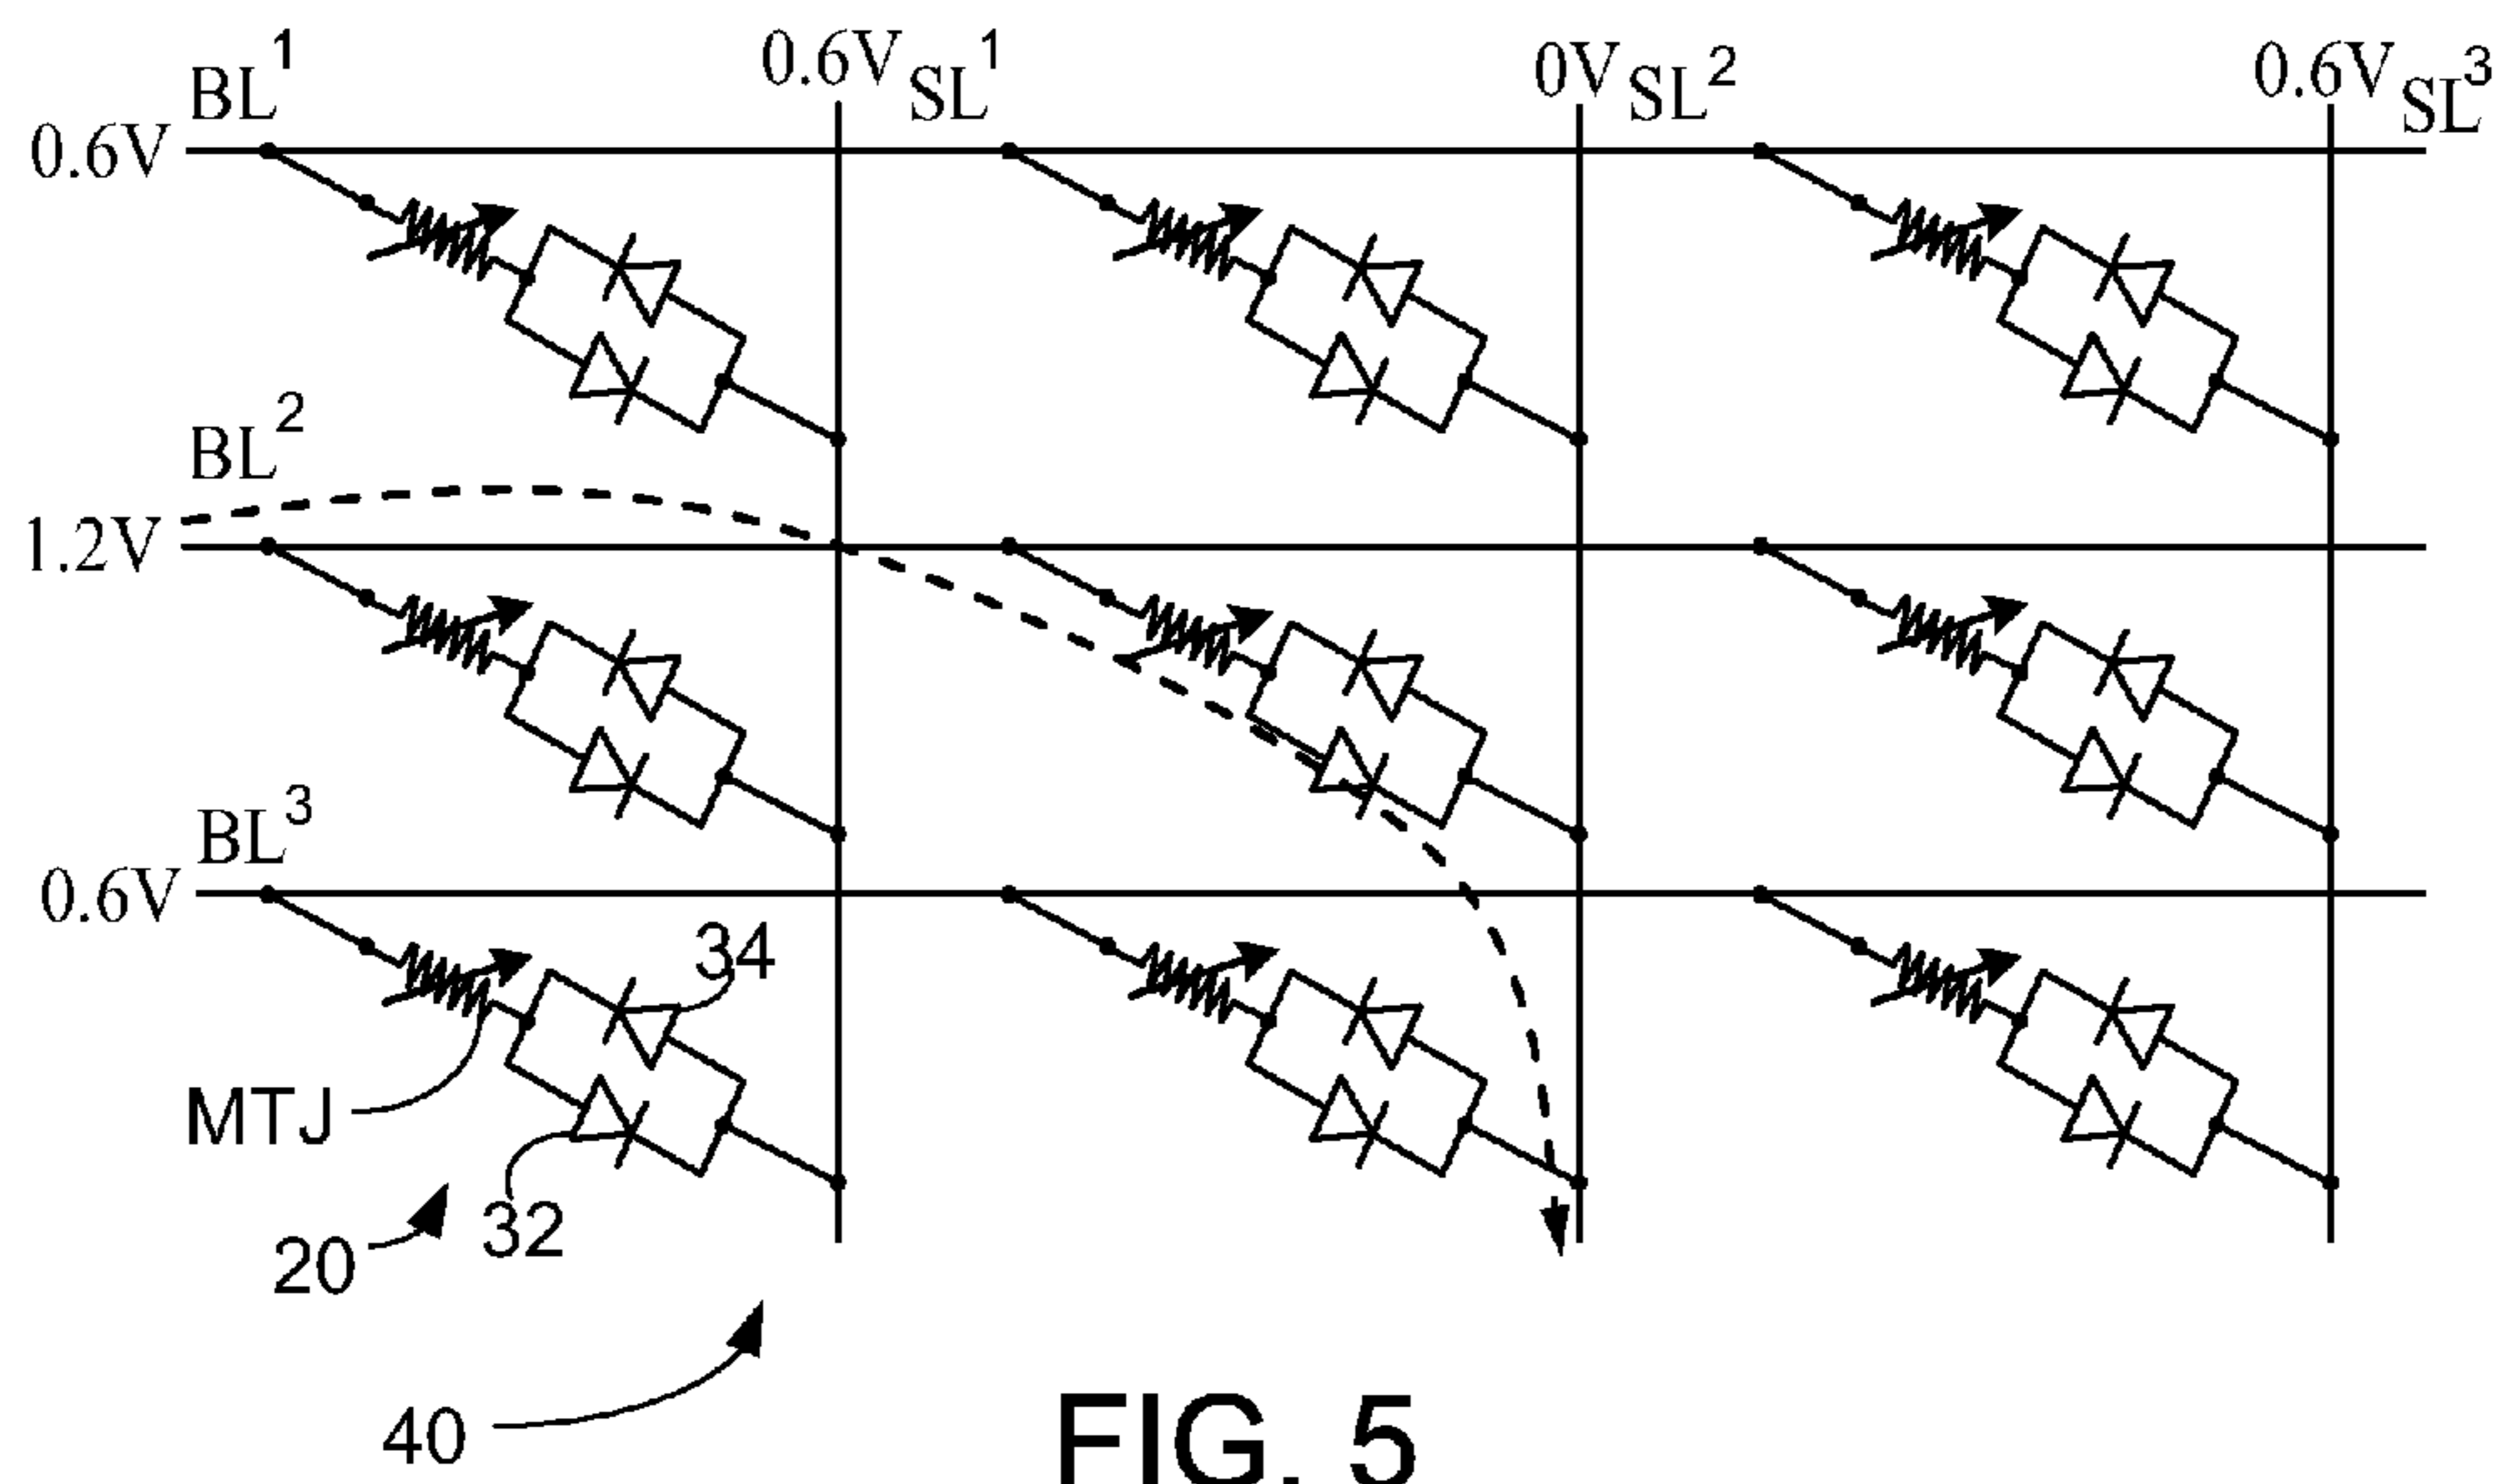 BL1 0.6V SL1 0V SL2 0.6V SL3
0.6V
BL2
1.2V
BL3
0.6V
34
MTJ
32
20
40
FIG. 5